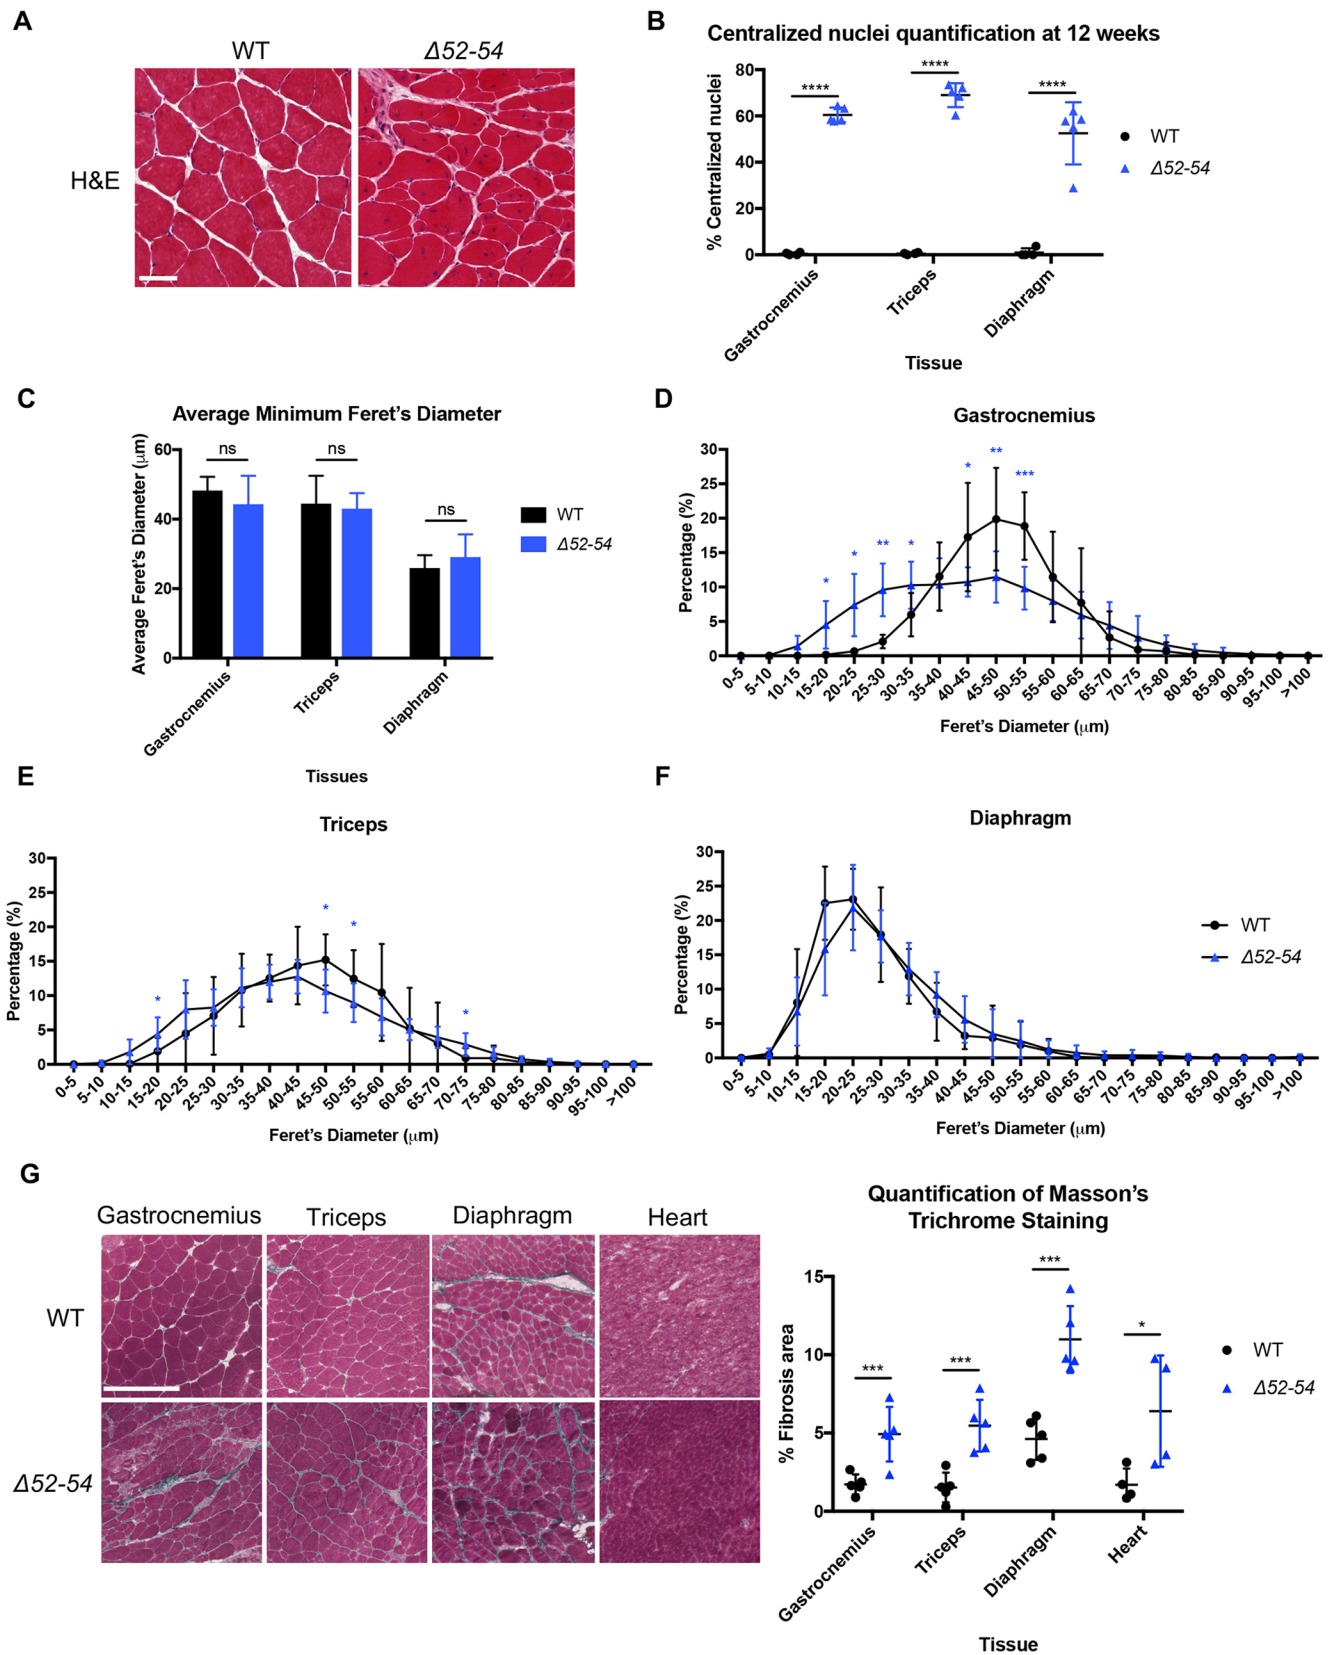 A
WT
Δ52-54
H&E
B
Centralized nuclei quantification at 12 weeks
% Centralized nuclei
80
60
40
20
0
****
****
****
WT
Δ52-54
Gastrocnemius
Triceps
Diaphragm
Tissue
C
Average Minimum Feret's Diameter
Average Feret's Diameter (μm)
60
40
20
0
ns
ns
ns
WT
Δ52-54
Gastrocnemius
Triceps
Diaphragm
Tissues
D
Gastrocnemius
Percentage (%)
30
25
20
15
10
5
0
*
*
**
*
*
**
***
0-5
5-10
10-15
15-20
20-25
25-30
30-35
35-40
40-45
45-50
50-55
55-60
60-65
65-70
70-75
75-80
80-85
85-90
90-95
95-100
>100
Feret's Diameter (μm)
E
Triceps
Percentage (%)
30
25
20
15
10
5
0
*
*
*
*
0-5
5-10
10-15
15-20
20-25
25-30
30-35
35-40
40-45
45-50
50-55
55-60
60-65
65-70
70-75
75-80
80-85
85-90
90-95
95-100
>100
Feret's Diameter (μm)
F
Diaphragm
Percentage (%)
30
25
20
15
10
5
0
WT
Δ52-54
0-5
5-10
10-15
15-20
20-25
25-30
30-35
35-40
40-45
45-50
50-55
55-60
60-65
65-70
70-75
75-80
80-85
85-90
90-95
95-100
>100
Feret's Diameter (μm)
G
Gastrocnemius
Triceps
Diaphragm
Heart
WT
Δ52-54
Quantification of Masson's
Trichrome Staining
% Fibrosis area
15
10
5
0
***
***
***
*
WT
Δ52-54
Gastrocnemius
Triceps
Diaphragm
Heart
Tissue